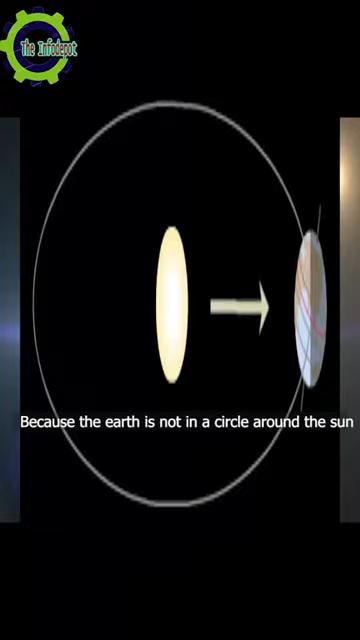 The Infodepot
Because the earth is not in a circle around the sun